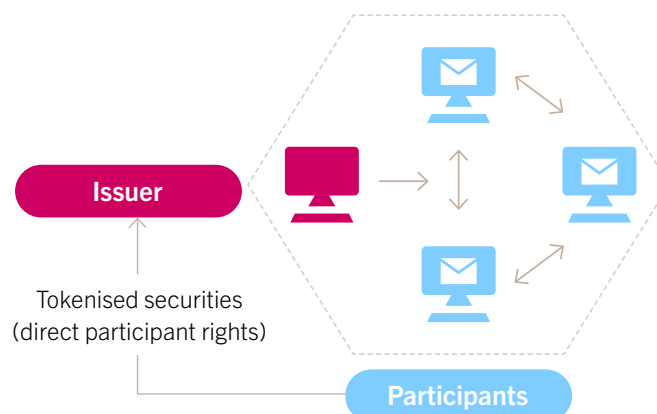 Issuer
Tokenised securities
(direct participant rights)
Participants